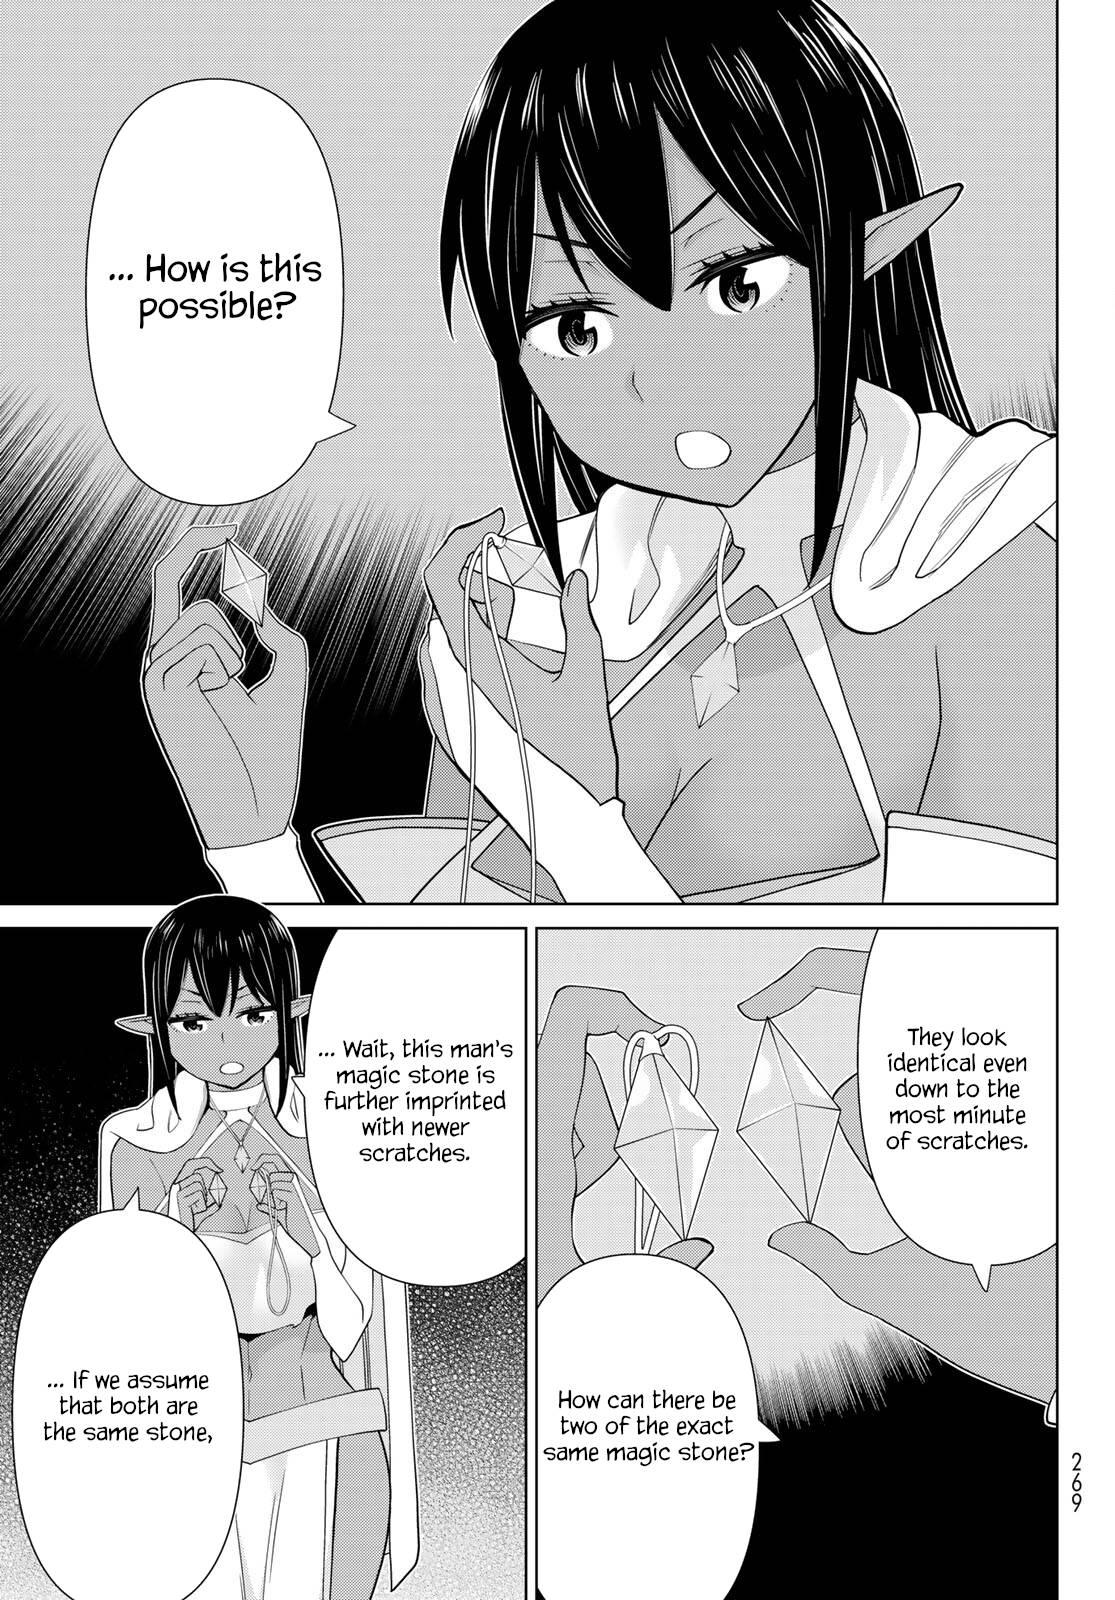 ... How is this
possible?
They look
identical even
down to the
most minute
of scratches.
How can there be
two of the exact
same magic stone?
... Wait, this man's
magic stone is
further imprinted
with newer
scratches.
... If we assume
that both are
the same stone,
269